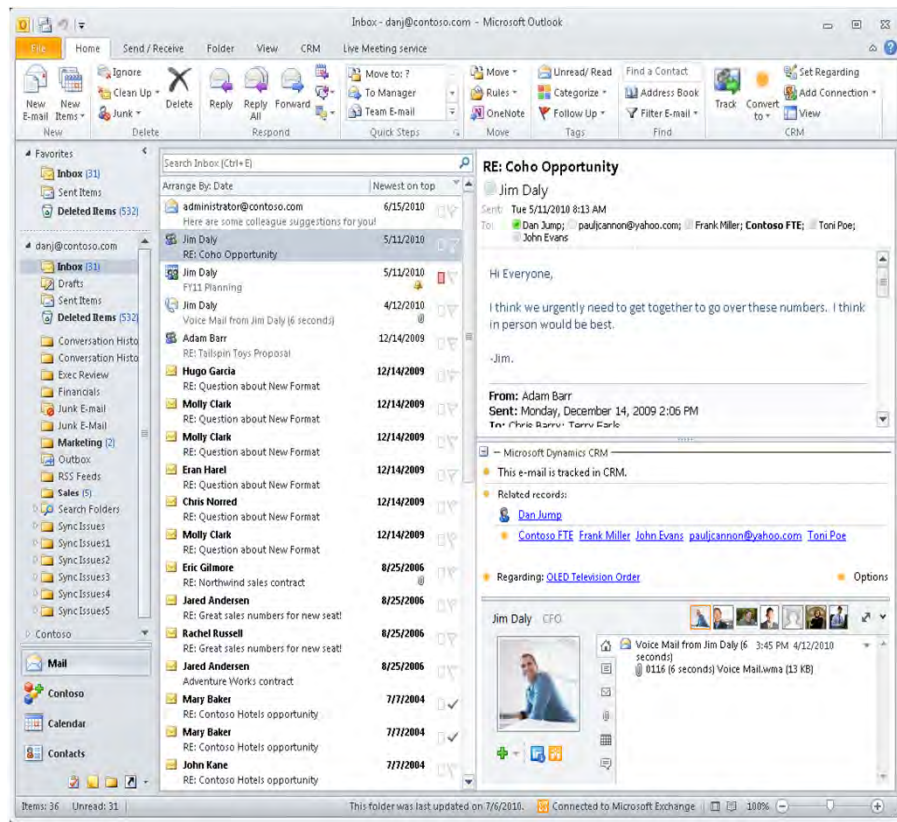 Inbox - danj@contoso.com - Microsoft Outlook
File Home Send / Receive Folder View CRM Live Meeting service
New E-mail
New Items
New
Ignore
Clean Up
Junk
Delete
Delete
Reply
Reply All
Forward
Respond
Move to: ?
To Manager
Team E-mail
Quick Steps
Move
Rules
OneNote
Move
Unread/ Read
Categorize
Follow Up
Tags
Find a Contact
Address Book
Filter E-mail
Find
Track
Convert to
Set Regarding
Add Connection
View
CRM
Favorites
Inbox (31)
Sent Items
Deleted Items (532)
danj@contoso.com
Inbox (31)
Drafts
Sent Items
Deleted Items (532)
Conversation Histo
Conversation Histo
Exec Review
Financials
Junk E-mail
Junk E-Mail
Marketing (2)
Outbox
RSS Feeds
Sales (5)
Search Folders
Sync Issues
Sync Issues1
Sync Issues2
Sync Issues3
Sync Issues4
Sync Issues5
Contoso
Mail
Contoso
Calendar
Contacts
Search Inbox (Ctrl+E)
Arrange By: Date Newest on top
administrator@contoso.com 6/15/2010
Here are some colleague suggestions for you!
Jim Daly 5/11/2010
RE: Coho Opportunity
Jim Daly 5/11/2010
FY11 Planning
Jim Daly 4/12/2010
Voice Mail from Jim Daly (6 seconds)
Adam Barr 12/14/2009
RE: Tailspin Toys Proposal
Hugo Garcia 12/14/2009
RE: Question about New Format
Molly Clark 12/14/2009
RE: Question about New Format
Molly Clark 12/14/2009
RE: Question about New Format
Eran Harel 12/14/2009
RE: Question about New Format
Chris Norred 12/14/2009
RE: Question about New Format
Molly Clark 12/14/2009
RE: Question about New Format
Eric Gilmore 8/25/2006
RE: Northwind sales contract
Jared Andersen 8/25/2006
RE: Great sales numbers for new seat!
Rachel Russell 8/25/2006
RE: Great sales numbers for new seat!
Jared Andersen 8/25/2006
Adventure Works contract
Mary Baker 7/7/2004
RE: Contoso Hotels opportunity
Mary Baker 7/7/2004
RE: Contoso Hotels opportunity
John Kane 7/7/2004
RE: Contoso Hotels opportunity
RE: Coho Opportunity
Jim Daly
Sent: Tue 5/11/2010 8:13 AM
To: Dan Jump; pauljcannon@yahoo.com; Frank Miller; Contoso FTE; Toni Poe;
John Evans
Hi Everyone,
I think we urgently need to get together to go over these numbers. I think
in person would be best.
-Jim.
From: Adam Barr
Sent: Monday, December 14, 2009 2:06 PM
To: Chris Barry; Terry Earls
Microsoft Dynamics CRM
This e-mail is tracked in CRM.
Related records:
Dan Jump
Contoso FTE Frank Miller John Evans pauljcannon@yahoo.com Toni Poe
Regarding: OLED Television Order Options
Jim Daly CFO
Voice Mail from Jim Daly (6 3:45 PM 4/12/2010
seconds)
0116 (6 seconds) Voice Mail.wma (13 KB)
Items: 36 Unread: 31 This folder was last updated on 7/6/2010. Connected to Microsoft Exchange 100%